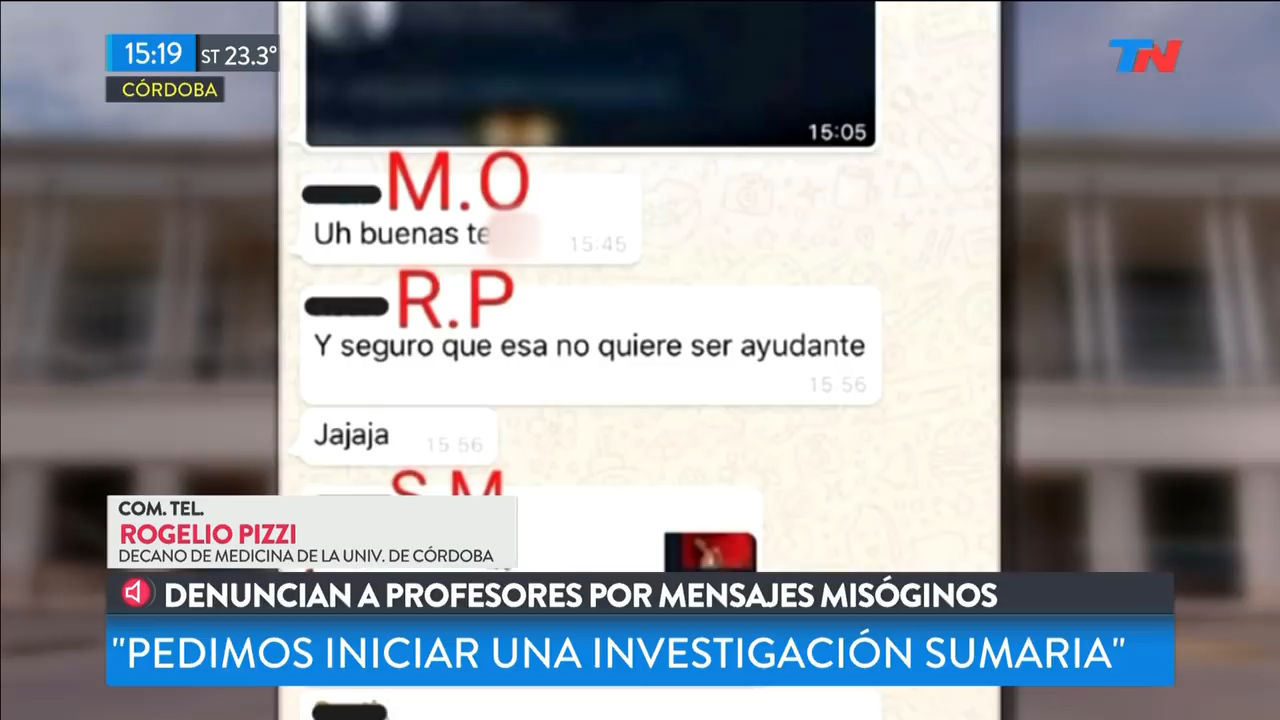 15:19 ST 23.3°
CÓRDOBA
TN
15:05
M.O
Uh buenas te
15:45
R.P
Y seguro que esa no quiere ser ayudante
15:56
Jajaja 15:56
S.M
COM. TEL.
ROGELIO PIZZI
DECANO DE MEDICINA DE LA UNIV. DE CÓRDOBA
DENUNCIAN A PROFESORES POR MENSAJES MISÓGINOS
"PEDIMOS INICIAR UNA INVESTIGACIÓN SUMARIA"